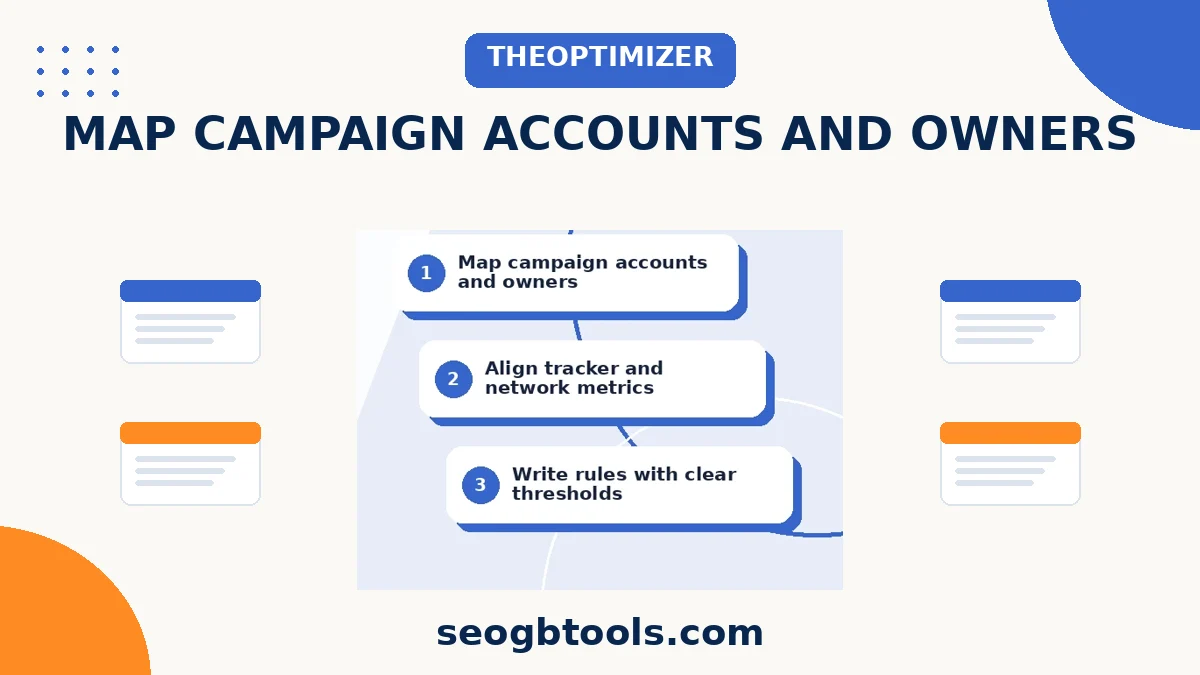 THEOPTIMIZER
MAP CAMPAIGN ACCOUNTS AND OWNERS
1
Map campaign accounts
and owners
2
Align tracker and
network metrics
3
Write rules with clear
thresholds
seogbtools.com